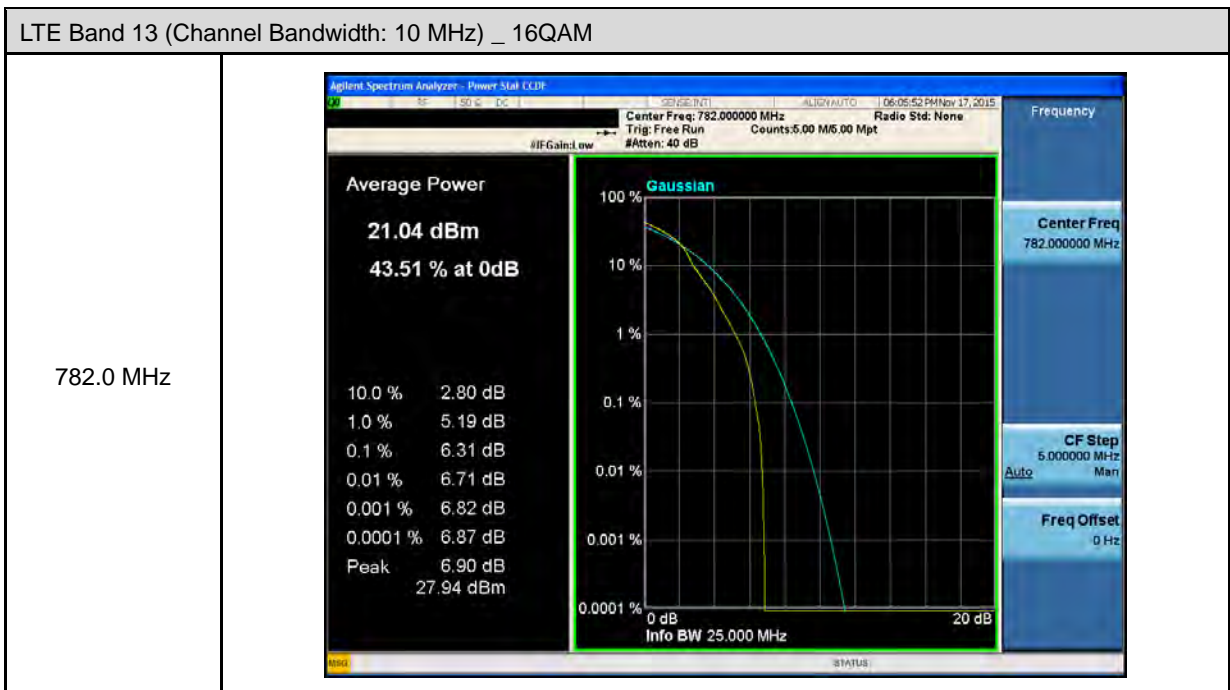 LTE Band 13 (Channel Bandwidth: 10 MHz) _ 16QAM
782.0 MHz
Agilent Spectrum Analyzer - Power Stat CCDF
RF 50 Ω DC SENSE:INT ALIGN AUTO 06:05:52 PM Nov 17, 2015
Center Freq: 782.000000 MHz Radio Std: None
Trig: Free Run Counts:5.00 M/5.00 Mpt
#IFGain:Low #Atten: 40 dB
Average Power
21.04 dBm
43.51 % at 0dB
10.0 % 2.80 dB
1.0 % 5.19 dB
0.1 % 6.31 dB
0.01 % 6.71 dB
0.001 % 6.82 dB
0.0001 % 6.87 dB
Peak 6.90 dB
27.94 dBm
Gaussian
100 %
10 %
1 %
0.1 %
0.01 %
0.001 %
0.0001 %
0 dB 20 dB
Info BW 25.000 MHz
Frequency
Center Freq
782.000000 MHz
CF Step
5.000000 MHz
Auto Man
Freq Offset
0 Hz
MSG STATUS